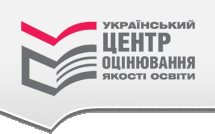 УКРАЇНСЬКИЙ
ЦЕНТР
ОЦІНЮВАННЯ
ЯКОСТІ ОСВІТИ